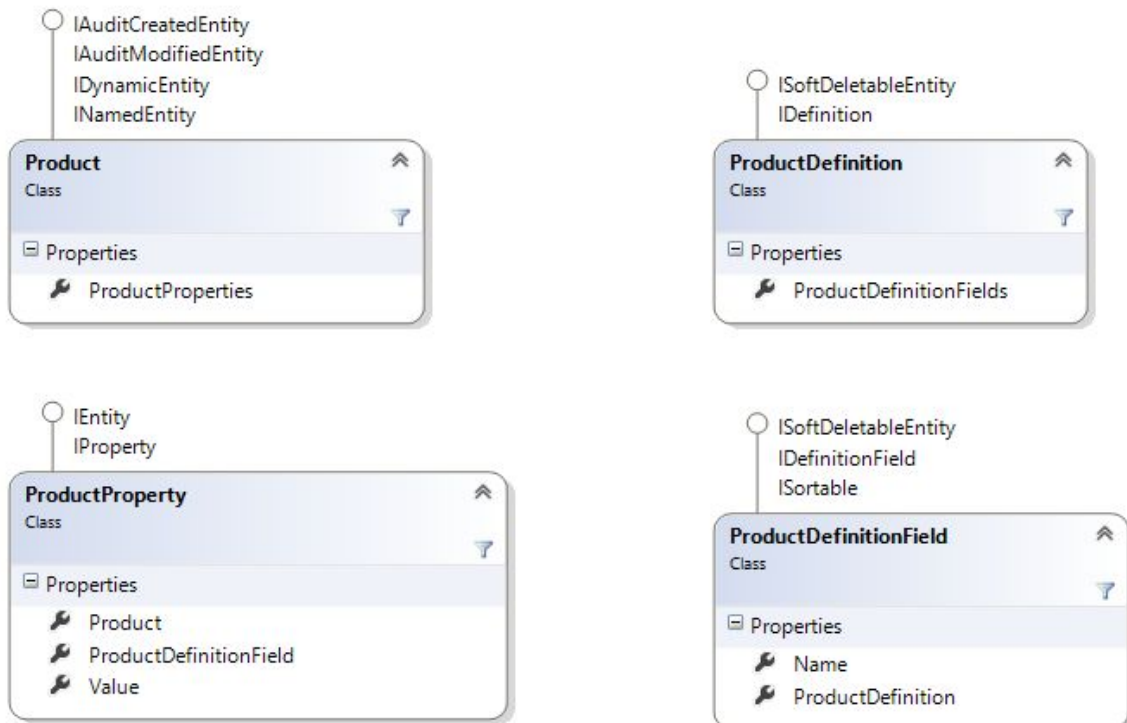 IAuditCreatedEntity
IAuditModifiedEntity
IDynamicEntity
INamedEntity
Product
Class
Properties
ProductProperties
ISoftDeletableEntity
IDefinition
ProductDefinition
Class
Properties
ProductDefinitionFields
IEntity
IProperty
ProductProperty
Class
Properties
Product
ProductDefinitionField
Value
ISoftDeletableEntity
IDefinitionField
ISortable
ProductDefinitionField
Class
Properties
Name
ProductDefinition